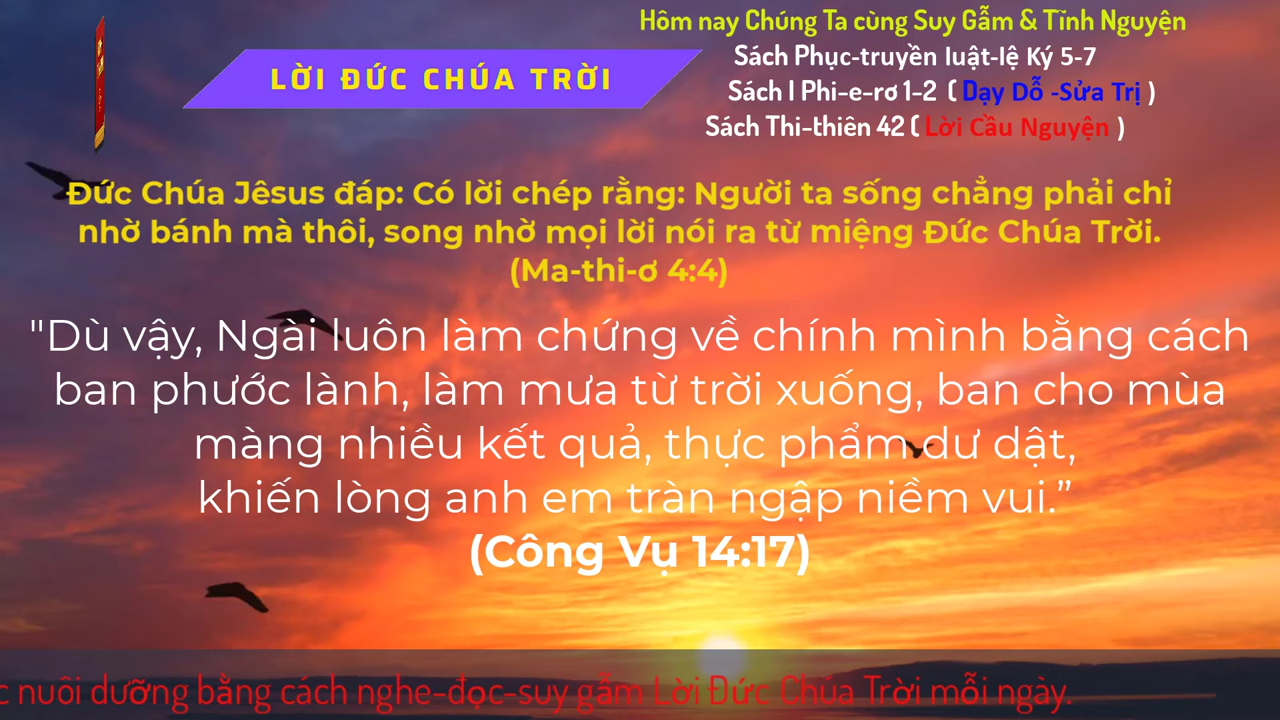 Hôm nay Chúng Ta cùng Suy Gẫm & Tĩnh Nguyện
Sách Phục-truyền luật-lệ Ký 5-7
Sách I Phi-e-rơ 1-2 ( Dạy Dỗ -Sửa Trị )
Sách Thi-thiên 42 ( Lời Cầu Nguyện )
LỜI ĐỨC CHÚA TRỜI
Đức Chúa Jêsus đáp: Có lời chép rằng: Người ta sống chẳng phải chỉ
nhờ bánh mà thôi, song nhờ mọi lời nói ra từ miệng Đức Chúa Trời.
(Ma-thi-ơ 4:4)
"Dù vậy, Ngài luôn làm chứng về chính mình bằng cách
ban phước lành, làm mưa từ trời xuống, ban cho mùa
màng nhiều kết quả, thực phẩm dư dật,
khiến lòng anh em tràn ngập niềm vui.”
(Công Vụ 14:17)
c nuôi dưỡng bằng cách nghe-đọc-suy gẫm Lời Đức Chúa Trời mỗi ngày.